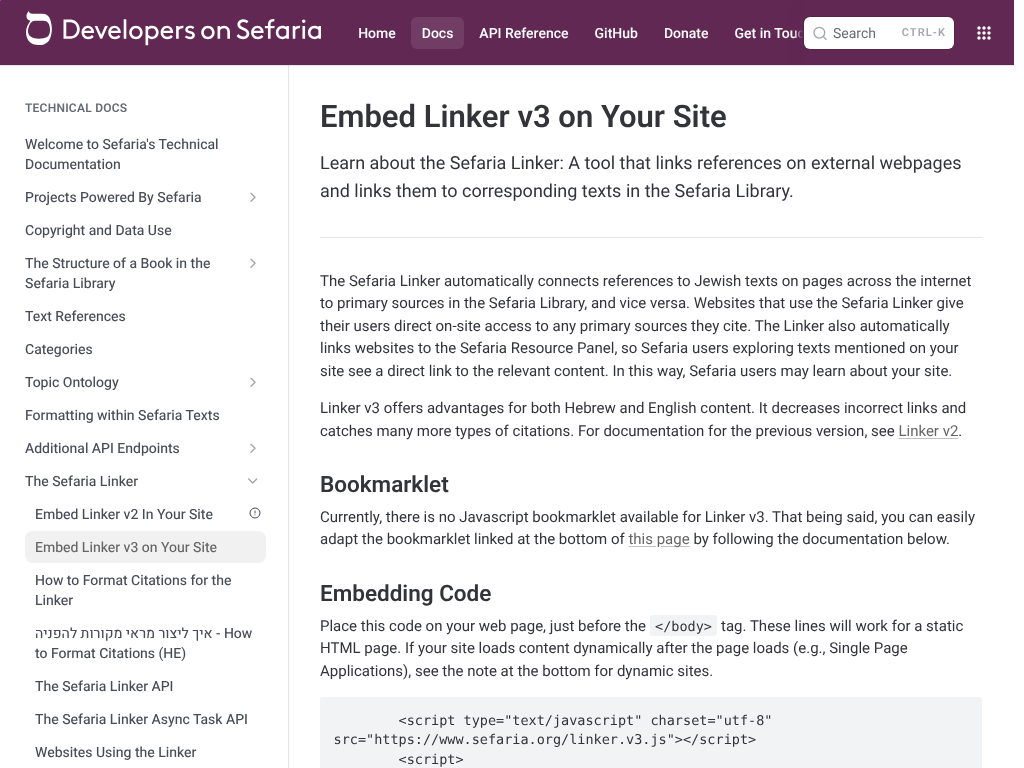 Developers on Sefaria
Home
Docs
API Reference
GitHub
Donate
Get in
Search
CTRL-K
TECHNICAL DOCS
Welcome to Sefaria's Technical
Documentation
Projects Powered By Sefaria
Copyright and Data Use
The Structure of a Book in the
Sefaria Library
Text References
Categories
Topic Ontology
Formatting within Sefaria Texts
Additional API Endpoints
The Sefaria Linker
Embed Linker v2 In Your Site
Embed Linker v3 on Your Site
How to Format Citations for the
Linker
איך ליצור מראי מקורות להפניה - How
to Format Citations (HE)
The Sefaria Linker API
The Sefaria Linker Async Task API
Websites Using the Linker
Embed Linker v3 on Your Site
Learn about the Sefaria Linker: A tool that links references on external webpages
and links them to corresponding texts in the Sefaria Library.
The Sefaria Linker automatically connects references to Jewish texts on pages across the internet
to primary sources in the Sefaria Library, and vice versa. Websites that use the Sefaria Linker give
their users direct on-site access to any primary sources they cite. The Linker also automatically
links websites to the Sefaria Resource Panel, so Sefaria users exploring texts mentioned on your
site see a direct link to the relevant content. In this way, Sefaria users may learn about your site.
Linker v3 offers advantages for both Hebrew and English content. It decreases incorrect links and
catches many more types of citations. For documentation for the previous version, see Linker v2.
Bookmarklet
Currently, there is no Javascript bookmarklet available for Linker v3. That being said, you can easily
adapt the bookmarklet linked at the bottom of this page by following the documentation below.
Embedding Code
Place this code on your web page, just before the </body> tag. These lines will work for a static
HTML page. If your site loads content dynamically after the page loads (e.g., Single Page
Applications), see the note at the bottom for dynamic sites.
<script type="text/javascript" charset="utf-8"
src="https://www.sefaria.org/linker.v3.js"></script>
<script>